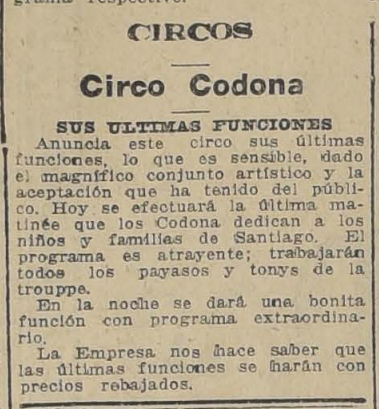 grama respectivo.
CIRCOS
Circo Codona
SUS ULTIMAS FUNCIONES
Anuncia este circo sus últimas
funciones, lo que es sensible, dado
el magnífico conjunto artístico y la
aceptación que ha tenido del públi-
co. Hoy se efectuará la última ma-
tinée que los Codona dedican a los
niños y familias de Santiago. El
programa es atrayente; trabajarán
todos los payasos y tonys de la
trouppe.
En la noche se dará una bonita
función con programa extraordina-
rio.
La Empresa nos hace saber que
las últimas funciones se harán con
precios rebajados.